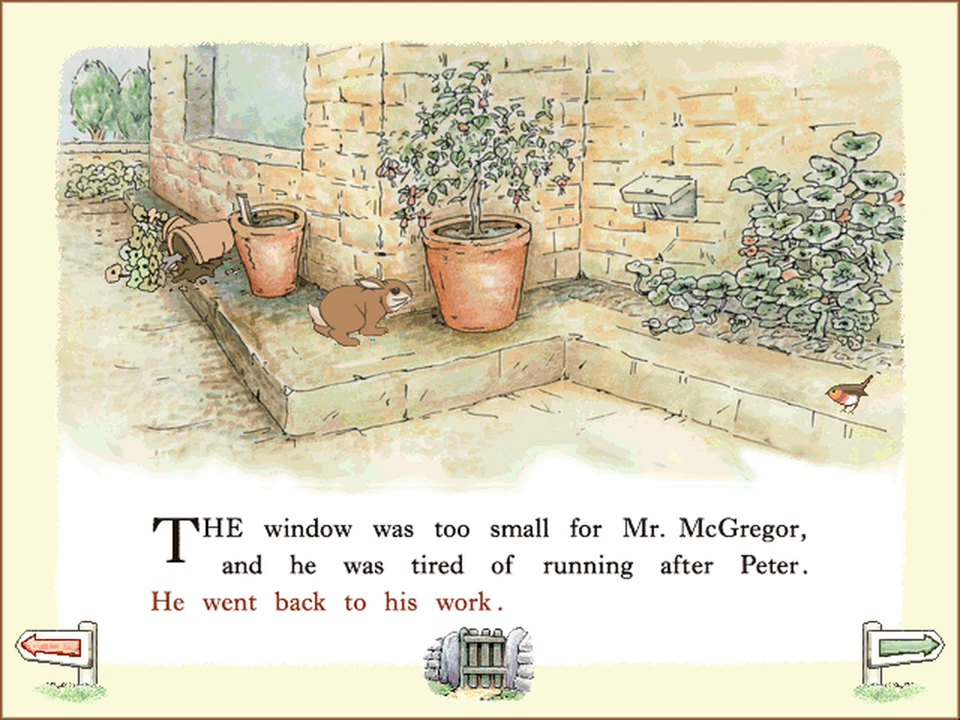 THE window was too small for Mr. McGregor,
and he was tired of running after Peter.
He went back to his work.